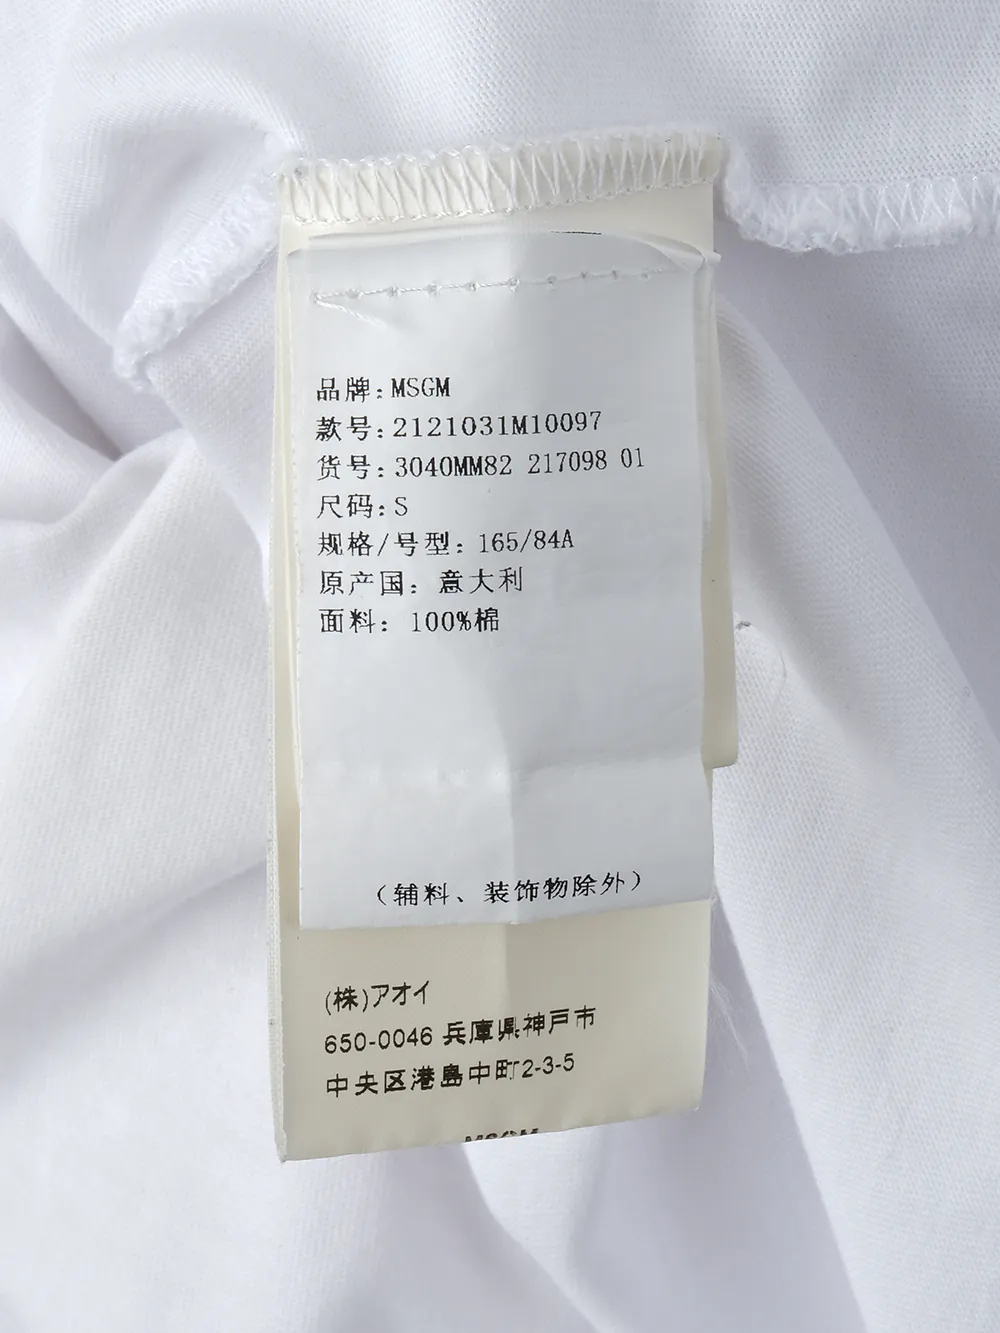 品牌:MSGM
款号:2121031M10097
货号:3040MM82 217098 01
尺码:S
规格/号型: 165/84A
原产国: 意大利
面料: 100%棉
(辅料、装饰物除外)
(株)アオイ
650-0046 兵庫県神戸市
中央区港島中町2-3-5
MSGM